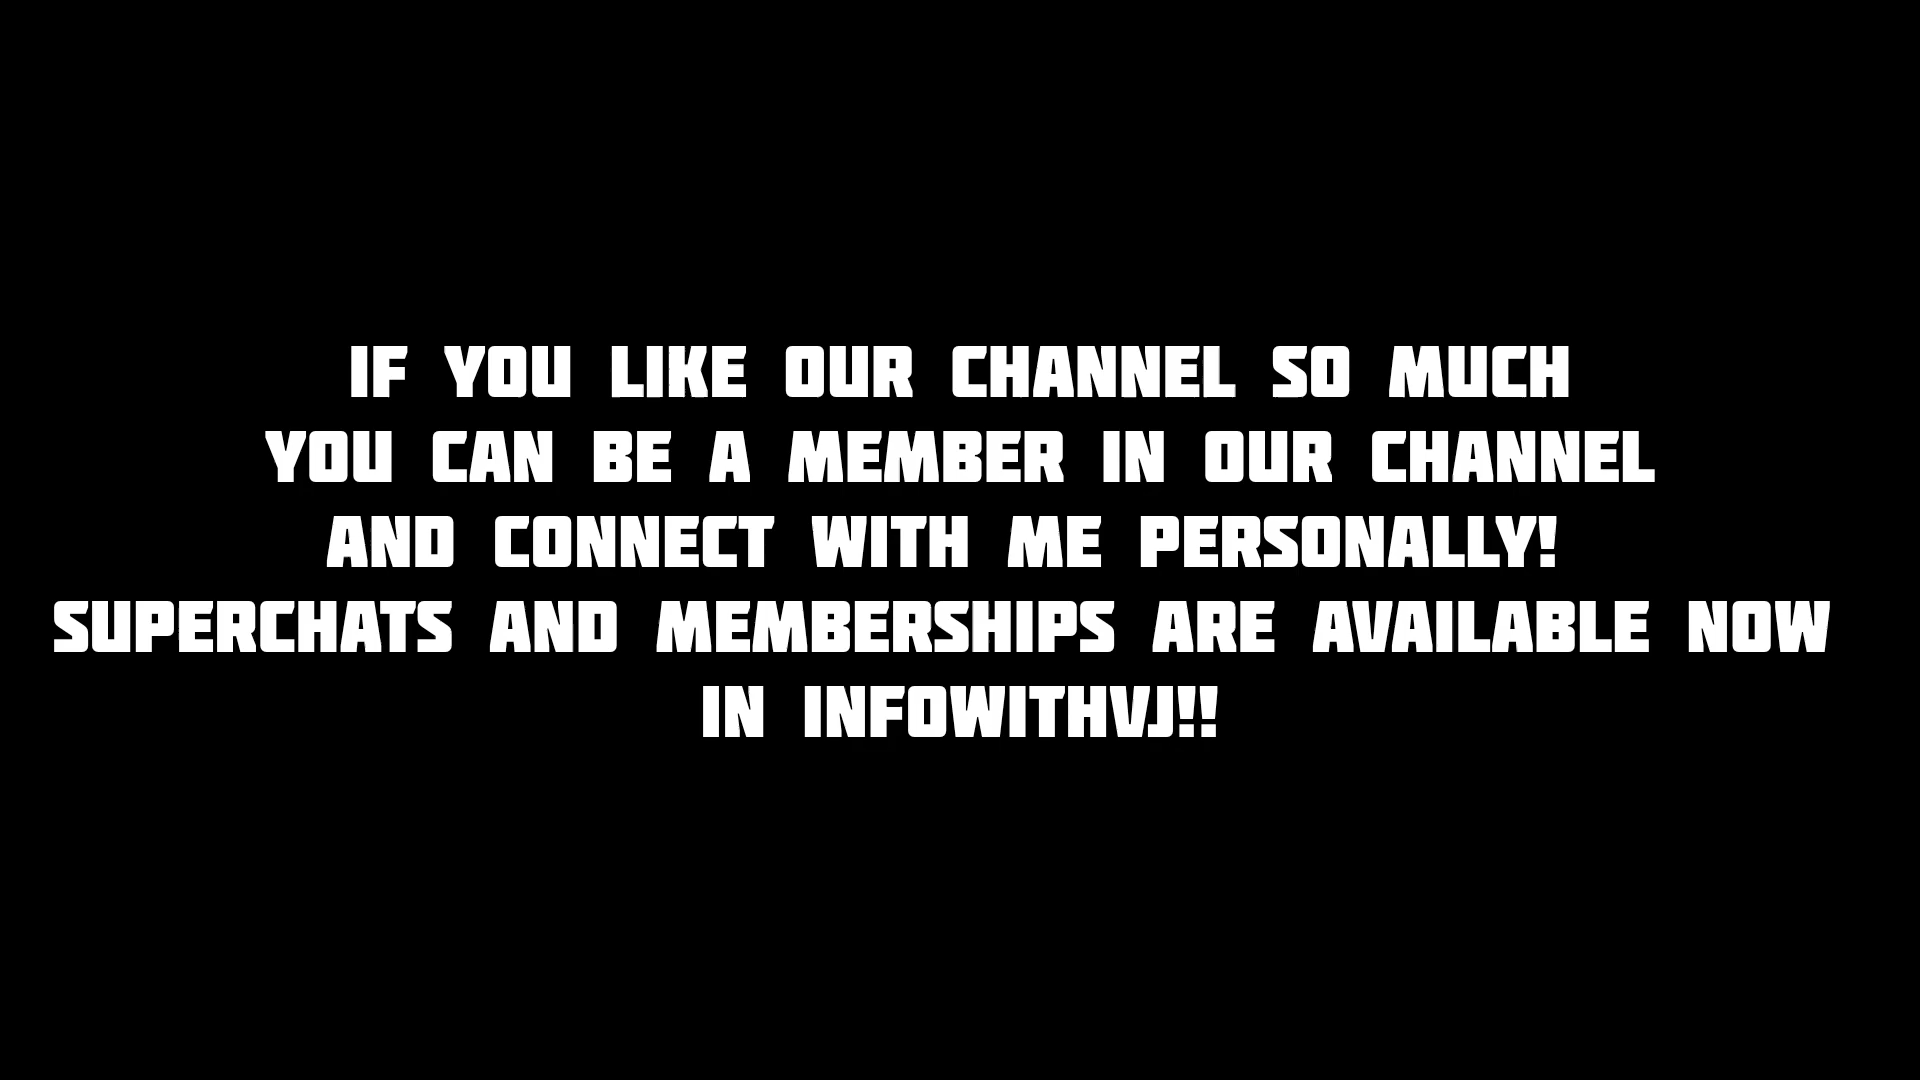 IF YOU LIKE OUR CHANNEL SO MUCH
YOU CAN BE A MEMBER IN OUR CHANNEL
AND CONNECT WITH ME PERSONALLY!
SUPERCHATS AND MEMBERSHIPS ARE AVAILABLE NOW
IN INFOWITHVJ!!